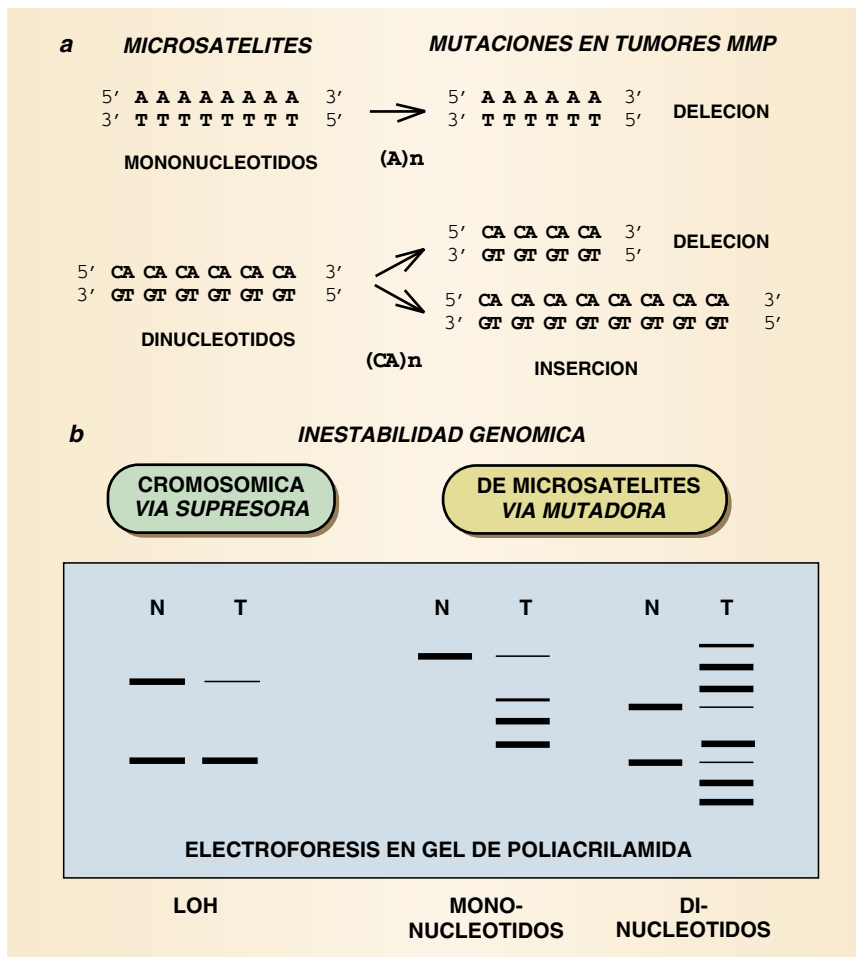 a MICROSATELITES MUTACIONES EN TUMORES MMP
5′ A A A A A A A A 3′
3′ T T T T T T T T 5′
MONONUCLEOTIDOS
(A)n
5′ A A A A A A 3′
3′ T T T T T T 5′
DELECION
5′ CA CA CA CA CA CA 3′
3′ GT GT GT GT GT GT 5′
DINUCLEOTIDOS
(CA)n
5′ CA CA CA CA 3′
3′ GT GT GT GT 5′
DELECION
5′ CA CA CA CA CA CA CA CA 3′
3′ GT GT GT GT GT GT GT GT 5′
INSERCION
b INESTABILIDAD GENOMICA
CROMOSOMICA
VIA SUPRESORA
DE MICROSATELITES
VIA MUTADORA
N T N T N T
ELECTROFORESIS EN GEL DE POLIACRILAMIDA
LOH
MONO-
NUCLEOTIDOS
DI-
NUCLEOTIDOS